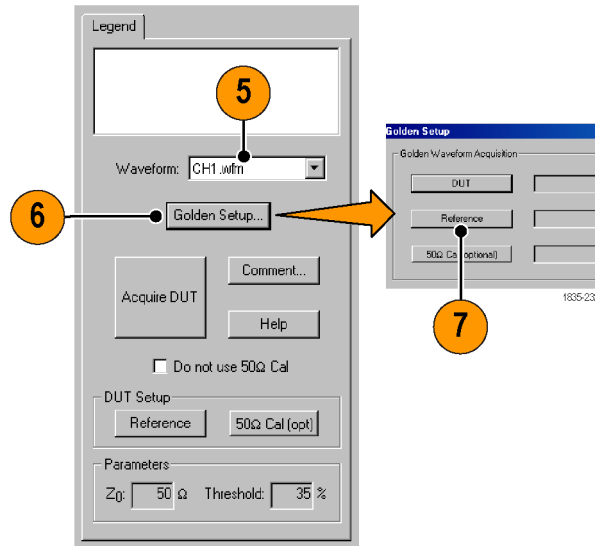 Legend
5
Waveform: CH1.wfm
6
Golden Setup...
Acquire DUT
Comment...
Help
Do not use 50Ω Cal
DUT Setup
Reference
50Ω Cal (opt)
Parameters
Z0: 50 Ω Threshold: 35 %
Golden Setup
Golden Waveform Acquisition
DUT
Reference
50Ω Cal (optional)
7